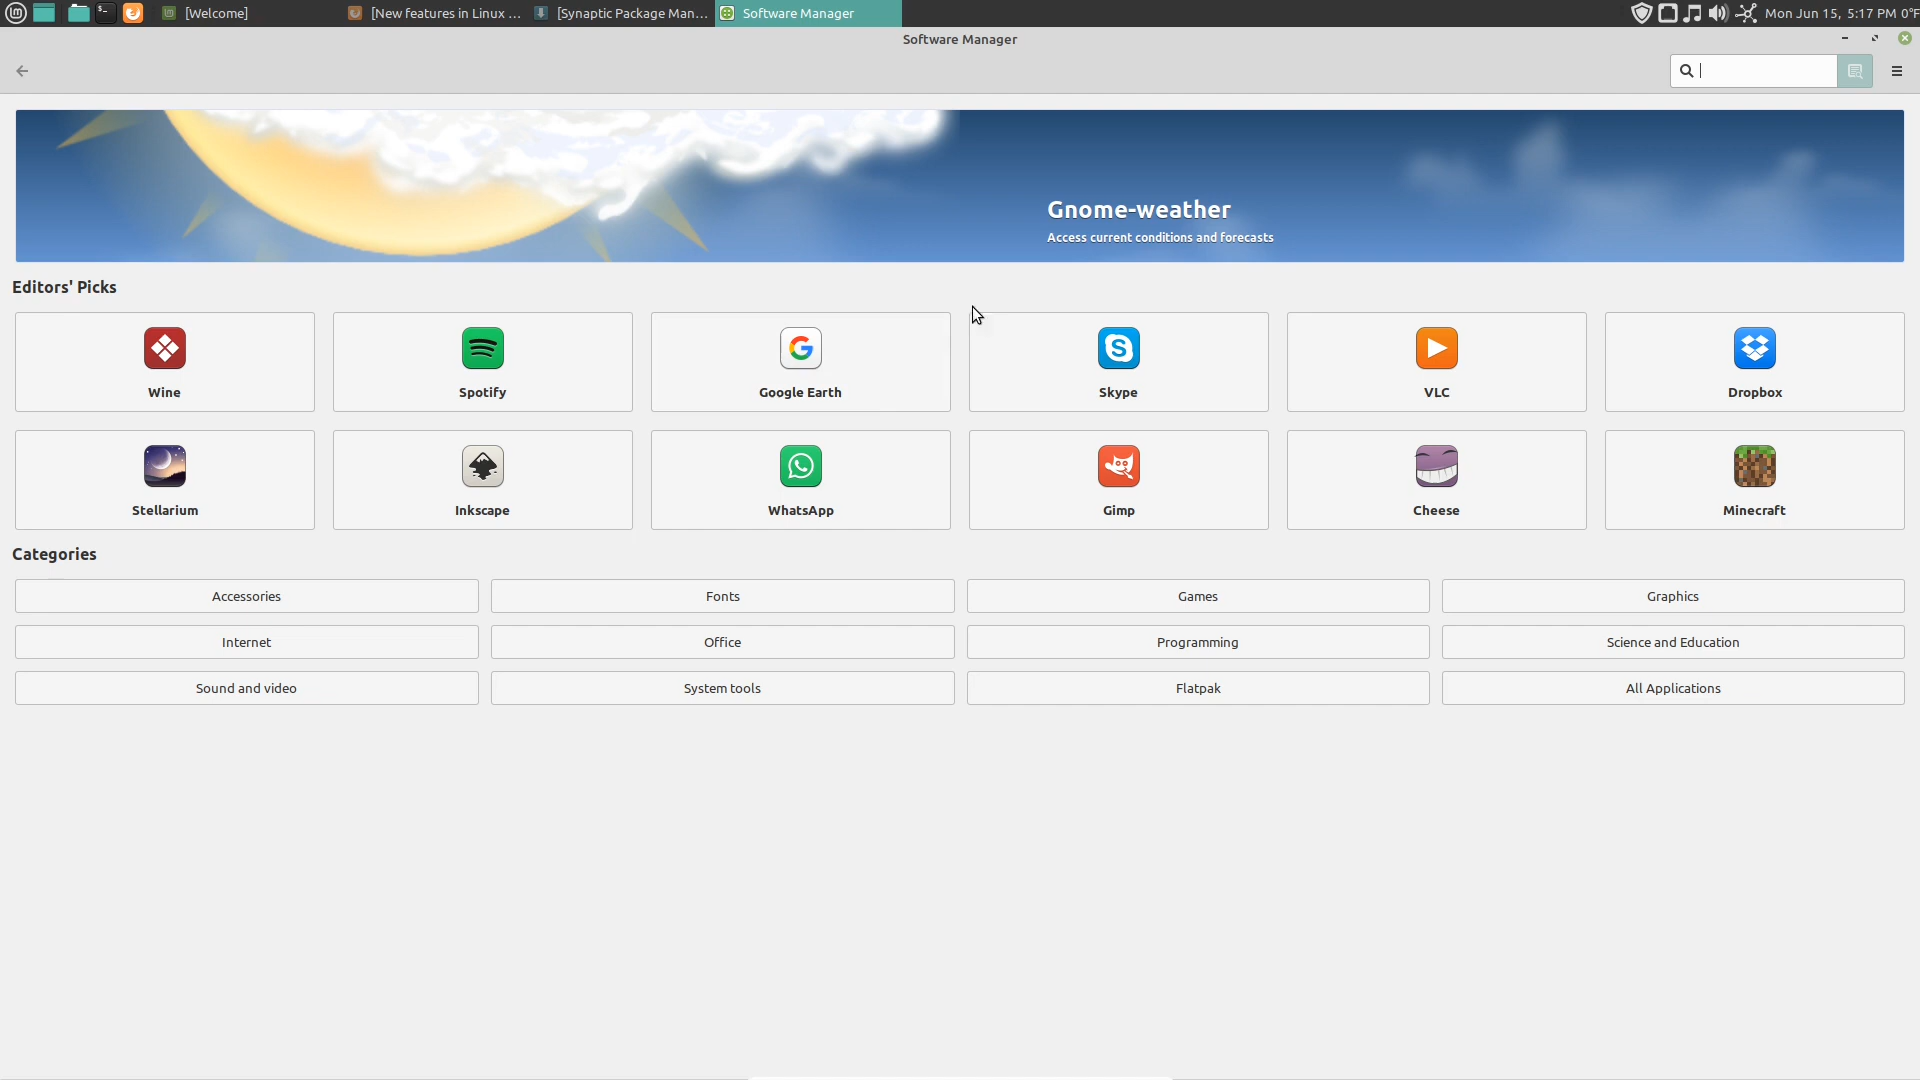 [Welcome]
[New features in Linux ...
[Synaptic Package Man...
Software Manager
Mon Jun 15, 5:17 PM 0°F
Software Manager
Gnome-weather
Access current conditions and forecasts
Editors' Picks
Wine
Spotify
Google Earth
Skype
VLC
Dropbox
Stellarium
Inkscape
WhatsApp
Gimp
Cheese
Minecraft
Categories
Accessories
Fonts
Games
Graphics
Internet
Office
Programming
Science and Education
Sound and video
System tools
Flatpak
All Applications